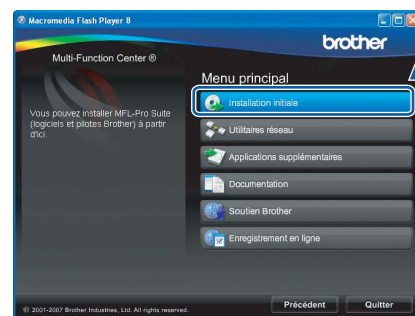 Macromedia Flash Player 8
brother
Multi-Function Center ®
Menu principal
Vous pouvez installer MFL-Pro Suite
(logiciels et pilotes Brother) à partir
d'ici.
Installation initiale
Utilitaires réseau
Applications supplémentaires
Documentation
Soutien Brother
Enregistrement en ligne
© 2001-2007 Brother Industries, Ltd. All rights reserved.
Précédent
Quitter